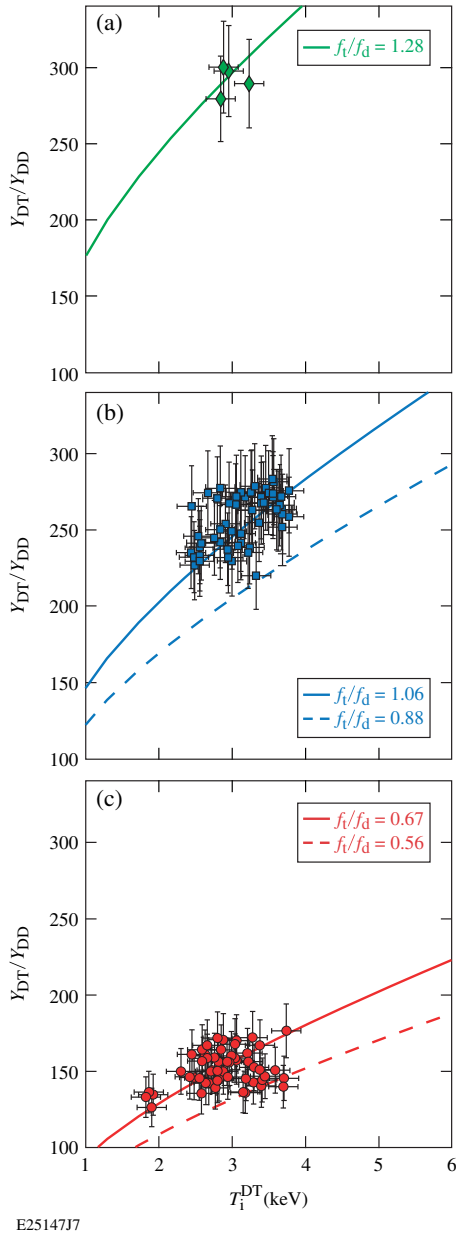 (a)
f_t/f_d = 1.28
300
250
200
150
100
Y_DT/Y_DD
(b)
300
250
200
150
100
Y_DT/Y_DD
f_t/f_d = 1.06
f_t/f_d = 0.88
(c)
f_t/f_d = 0.67
f_t/f_d = 0.56
300
250
200
150
100
Y_DT/Y_DD
1 2 3 4 5 6
T_i^DT (keV)
E25147J7